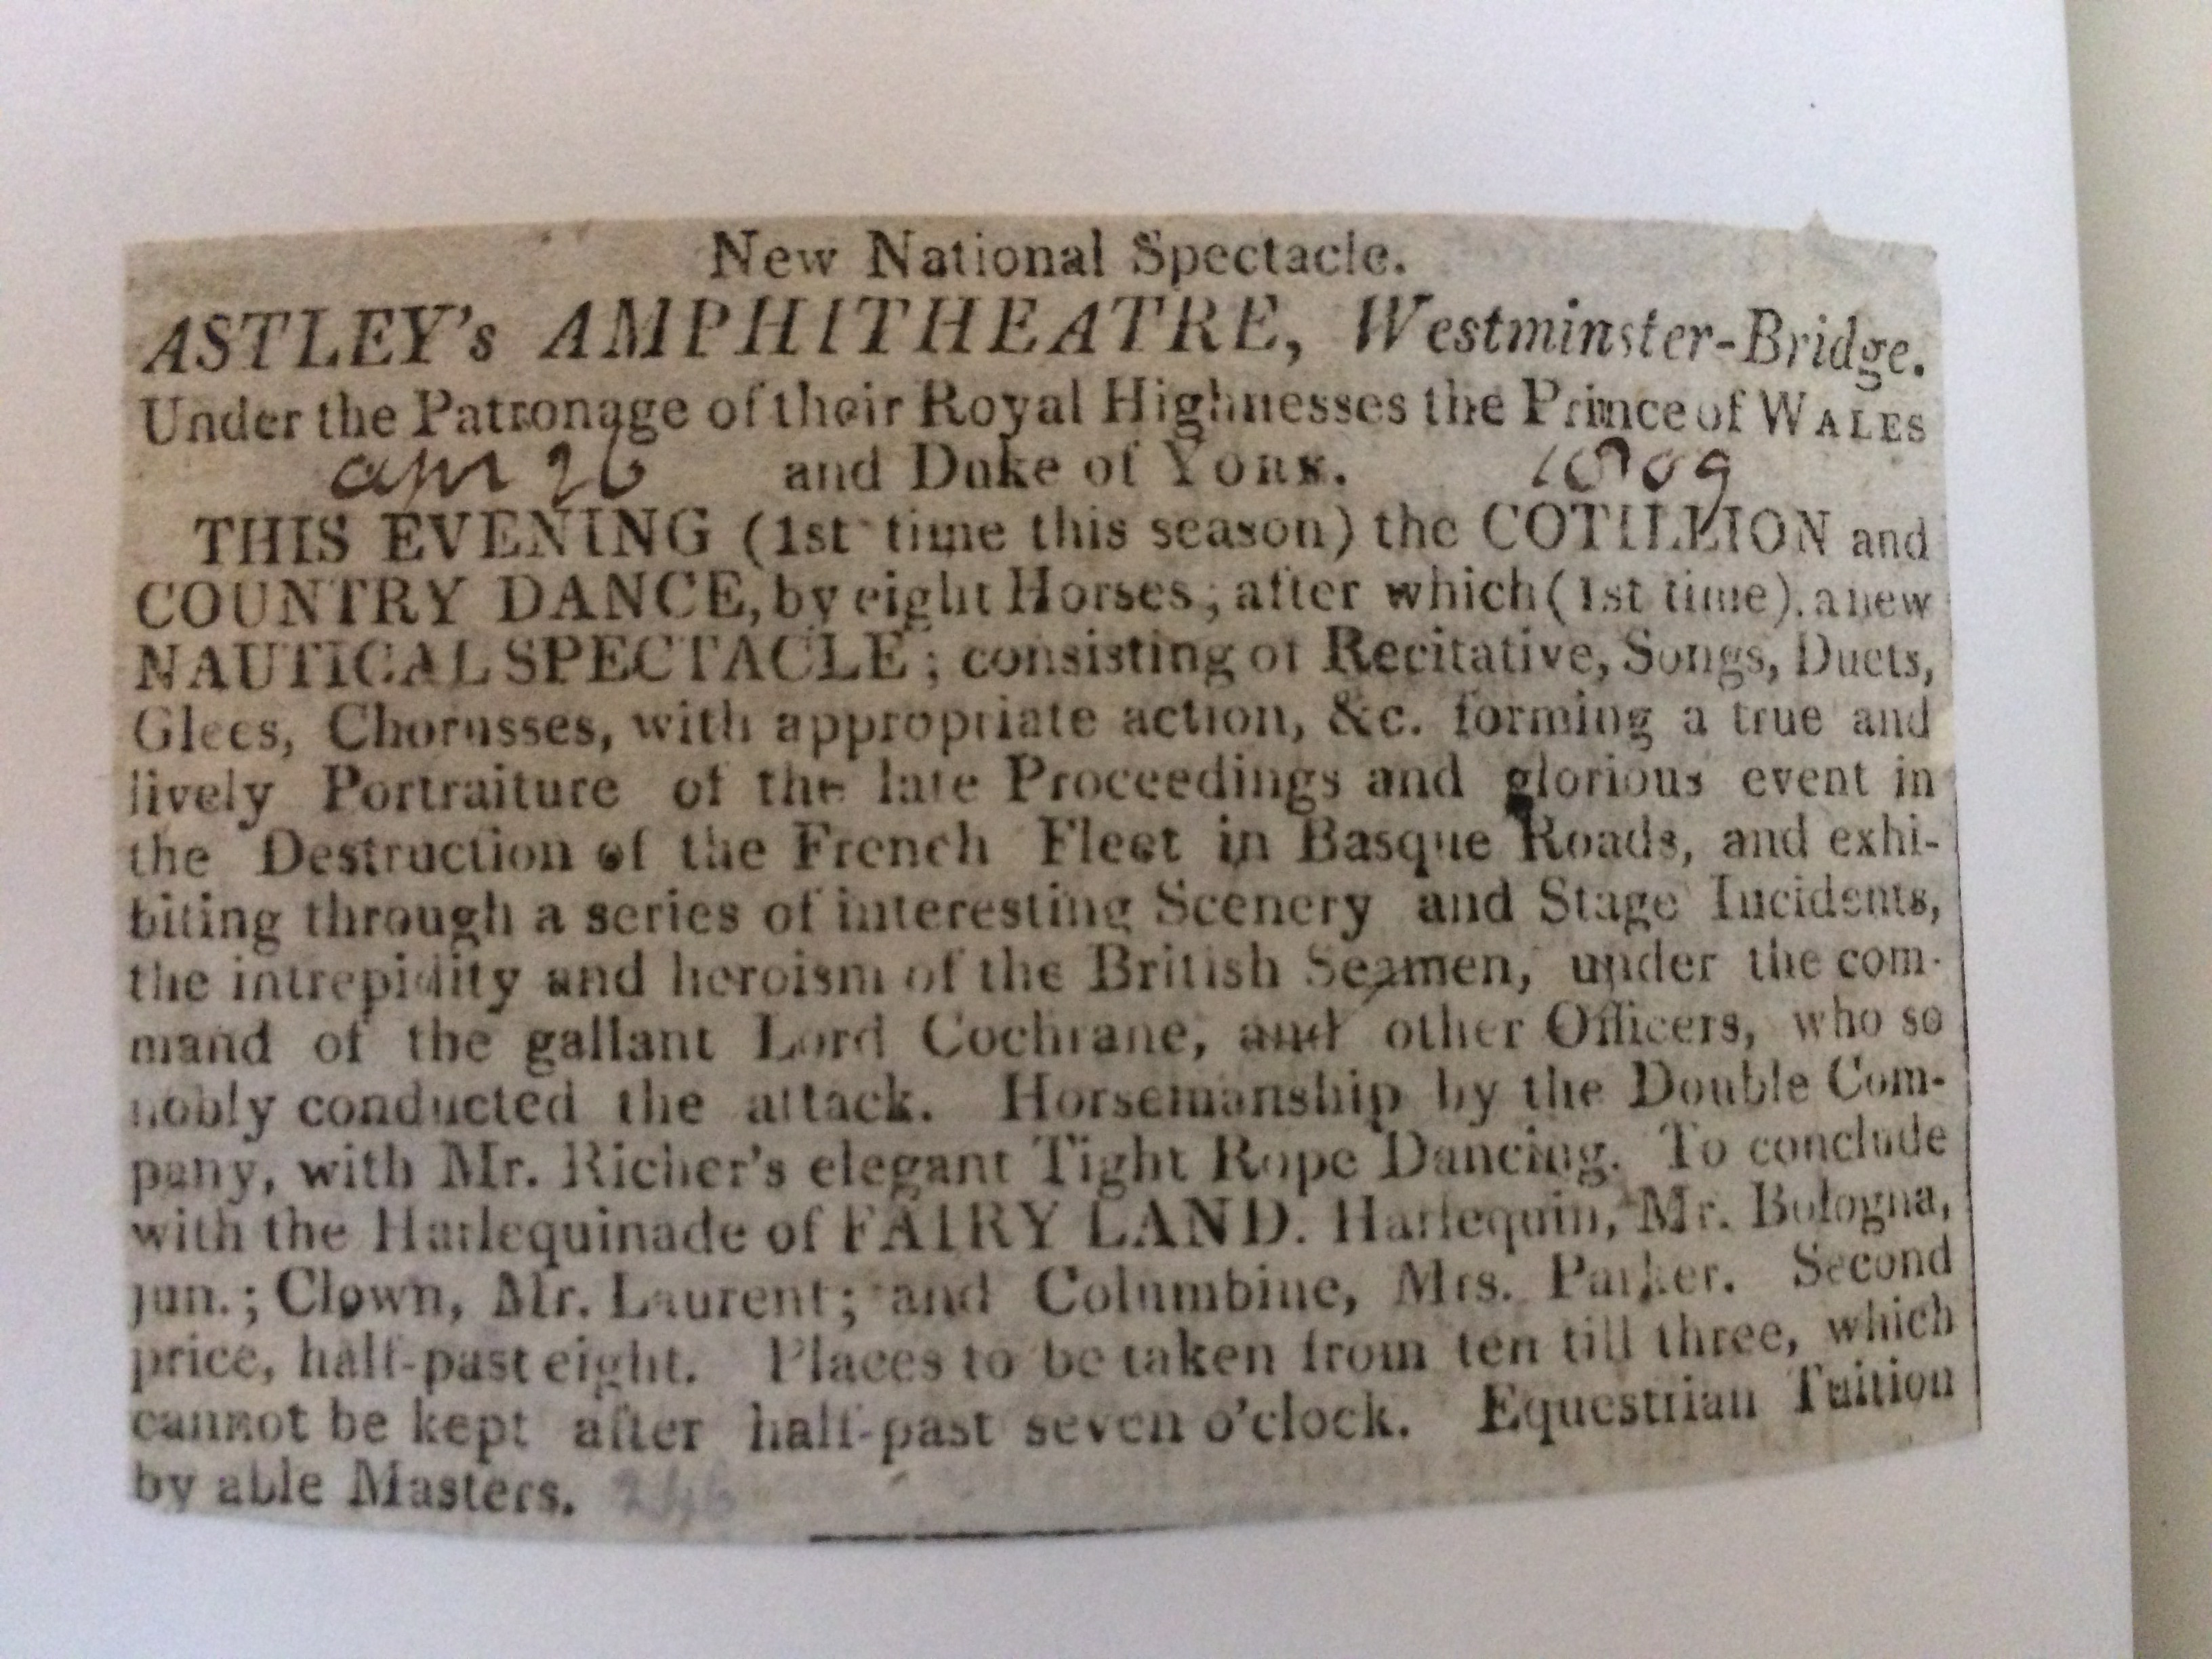 New National Spectacle.
ASTLEY's AMPHITHEATRE, Westminster-Bridge.
Under the Patronage of their Royal Highnesses the Prince of WALES
apr 26 and Duke of YORK. 1809
THIS EVENING (1st time this season) the COTILLION and
COUNTRY DANCE, by eight Horses; after which (1st time), a new
NAUTICAL SPECTACLE; consisting of Recitative, Songs, Duets,
Glees, Chorusses, with appropriate action, &c. forming a true and
lively Portraiture of the late Proceedings and glorious event in
the Destruction of the French Fleet in Basque Roads, and exhi-
biting through a series of interesting Scenery and Stage Incidents,
the intrepidity and heroism of the British Seamen, under the com-
mand of the gallant Lord Cochrane, and other Officers, who so
nobly conducted the attack. Horsemanship by the Double Com-
pany, with Mr. Richer's elegant Tight Rope Dancing. To conclude
with the Harlequinade of FAIRY LAND. Harlequin, Mr. Bologna,
jun.; Clown, Mr. Laurent; and Columbine, Mrs. Parker. Second
price, half-past eight. Places to be taken from ten till three, which
cannot be kept after half-past seven o'clock. Equestrian Tuition
by able Masters.